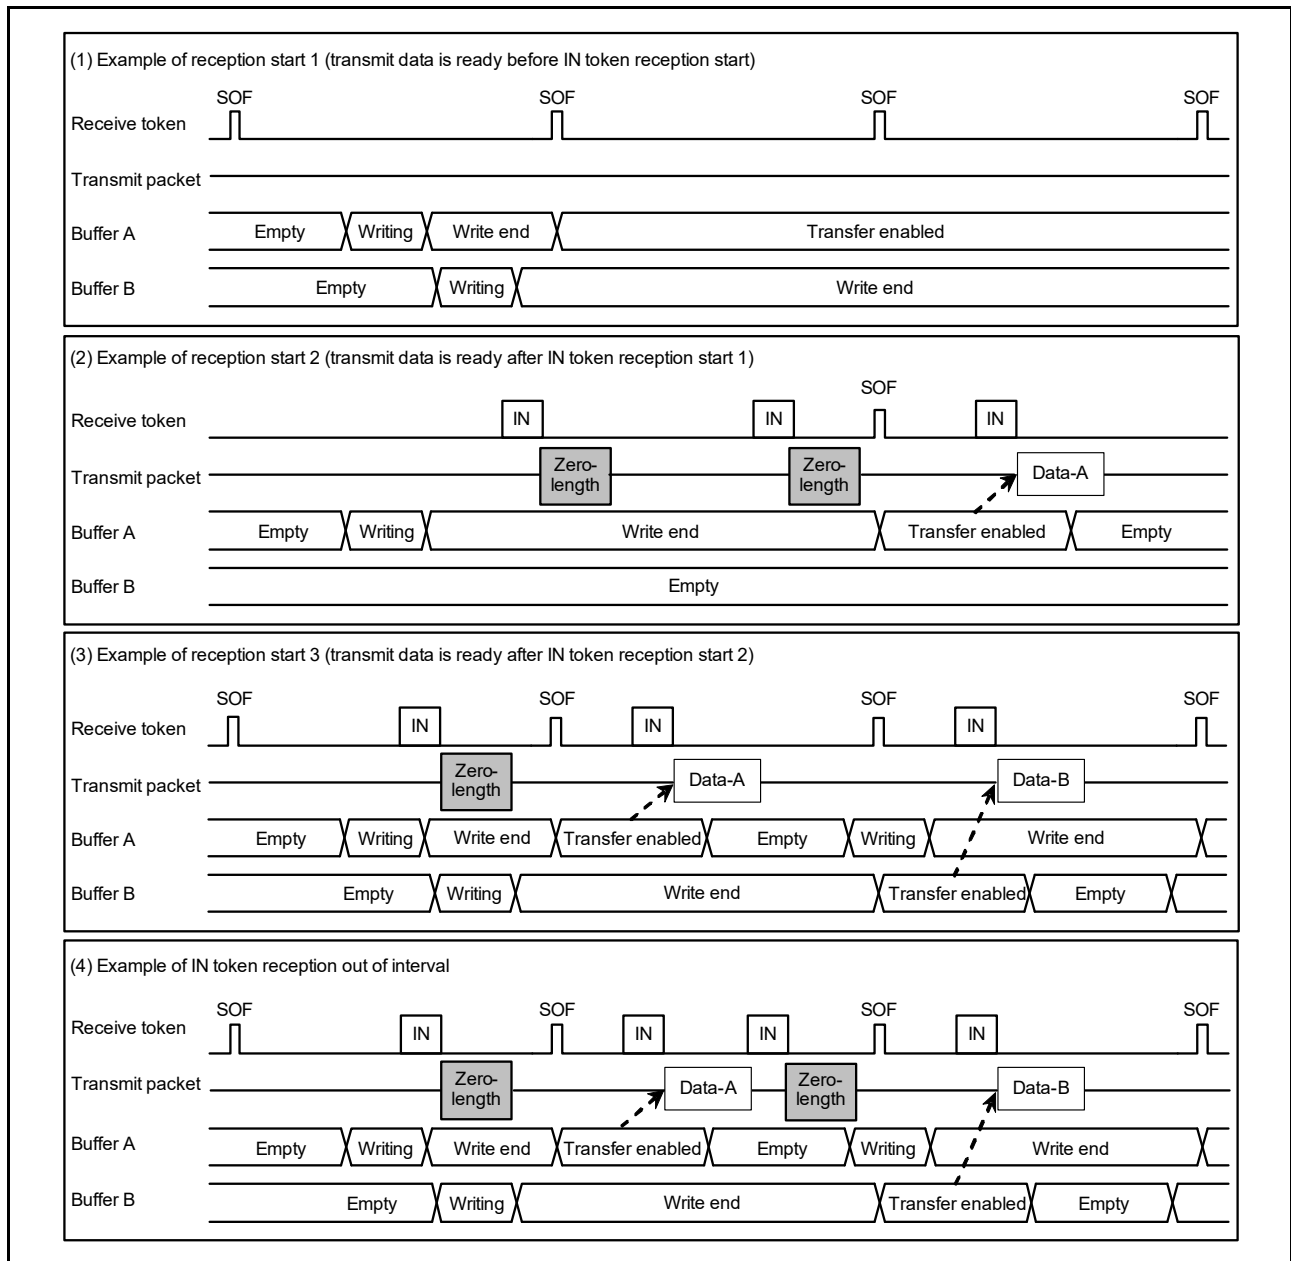 (1) Example of reception start 1 (transmit data is ready before IN token reception start)
SOF SOF SOF SOF
Receive token
Transmit packet
Buffer A Empty Writing Write end Transfer enabled
Buffer B Empty Writing Write end
(2) Example of reception start 2 (transmit data is ready after IN token reception start 1)
SOF
Receive token IN IN IN
Transmit packet Zero-length Zero-length Data-A
Buffer A Empty Writing Write end Transfer enabled Empty
Buffer B Empty
(3) Example of reception start 3 (transmit data is ready after IN token reception start 2)
SOF SOF SOF SOF
Receive token IN IN IN
Transmit packet Zero-length Data-A Data-B
Buffer A Empty Writing Write end Transfer enabled Empty Writing Write end
Buffer B Empty Writing Write end Transfer enabled Empty
(4) Example of IN token reception out of interval
SOF SOF SOF SOF
Receive token IN IN IN IN
Transmit packet Zero-length Data-A Zero-length Data-B
Buffer A Empty Writing Write end Transfer enabled Empty Writing Write end
Buffer B Empty Writing Write end Transfer enabled Empty